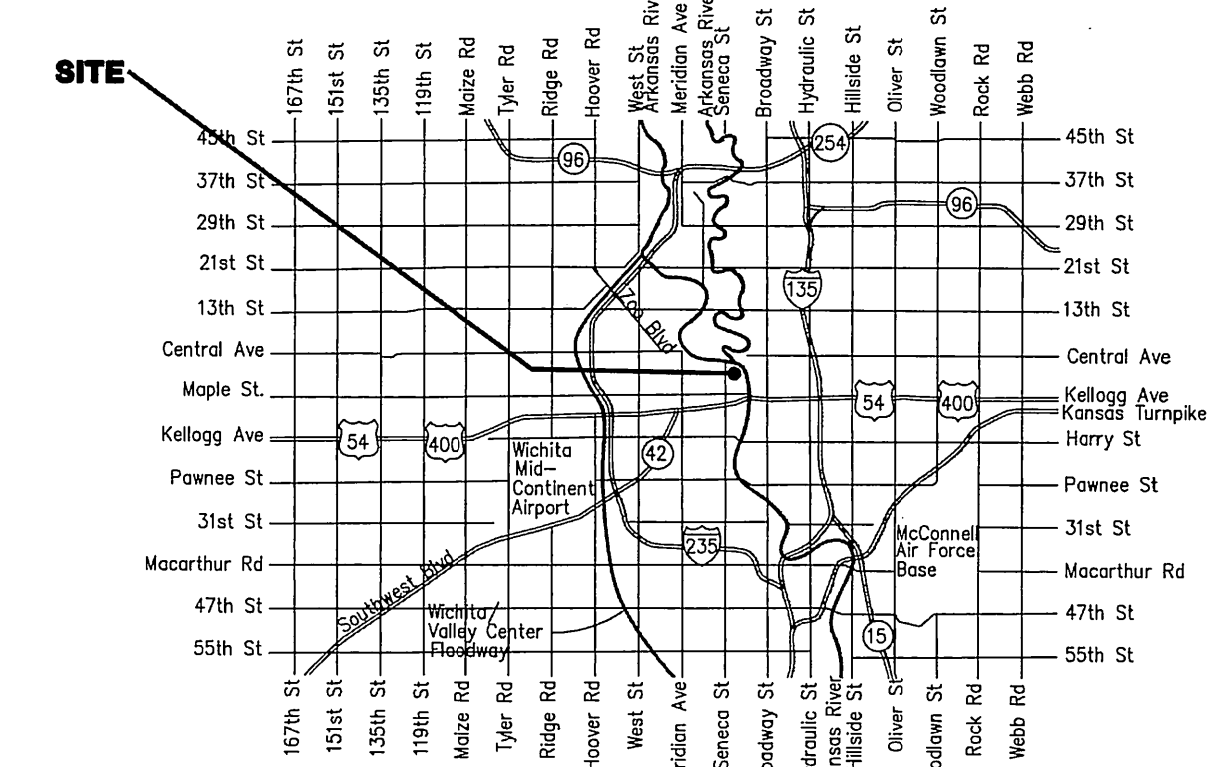 SITE
167th St
151st St
135th St
119th St
Maize Rd
Tyler Rd
Ridge Rd
Hoover Rd
West St
Arkansas Riv
Meridian Ave
Arkansas River
Seneca St
Broadway St
Hydraulic St
Hillside St
Oliver St
Woodlawn St
Rock Rd
Webb Rd
45th St
37th St
29th St
21st St
13th St
Central Ave
Maple St.
Kellogg Ave
Pawnee St
31st St
Macarthur Rd
47th St
55th St
96
254
96
135
Zoo Blvd
54
400
54
400
42
Wichita
Mid-
Continent
Airport
235
McConnell
Air Force
Base
Southwest Blvd
Wichita/
Valley Center
Floodway
15
45th St
37th St
29th St
21st St
13th St
Central Ave
Kellogg Ave
Kansas Turnpike
Harry St
Pawnee St
31st St
Macarthur Rd
47th St
55th St
167th St
151st St
135th St
119th St
Maize Rd
Tyler Rd
Ridge Rd
Hoover Rd
West St
ridian Ave
Seneca St
oadway St
draulic St
nsas River
Hillside St
Oliver St
odlawn St
Rock Rd
Webb Rd